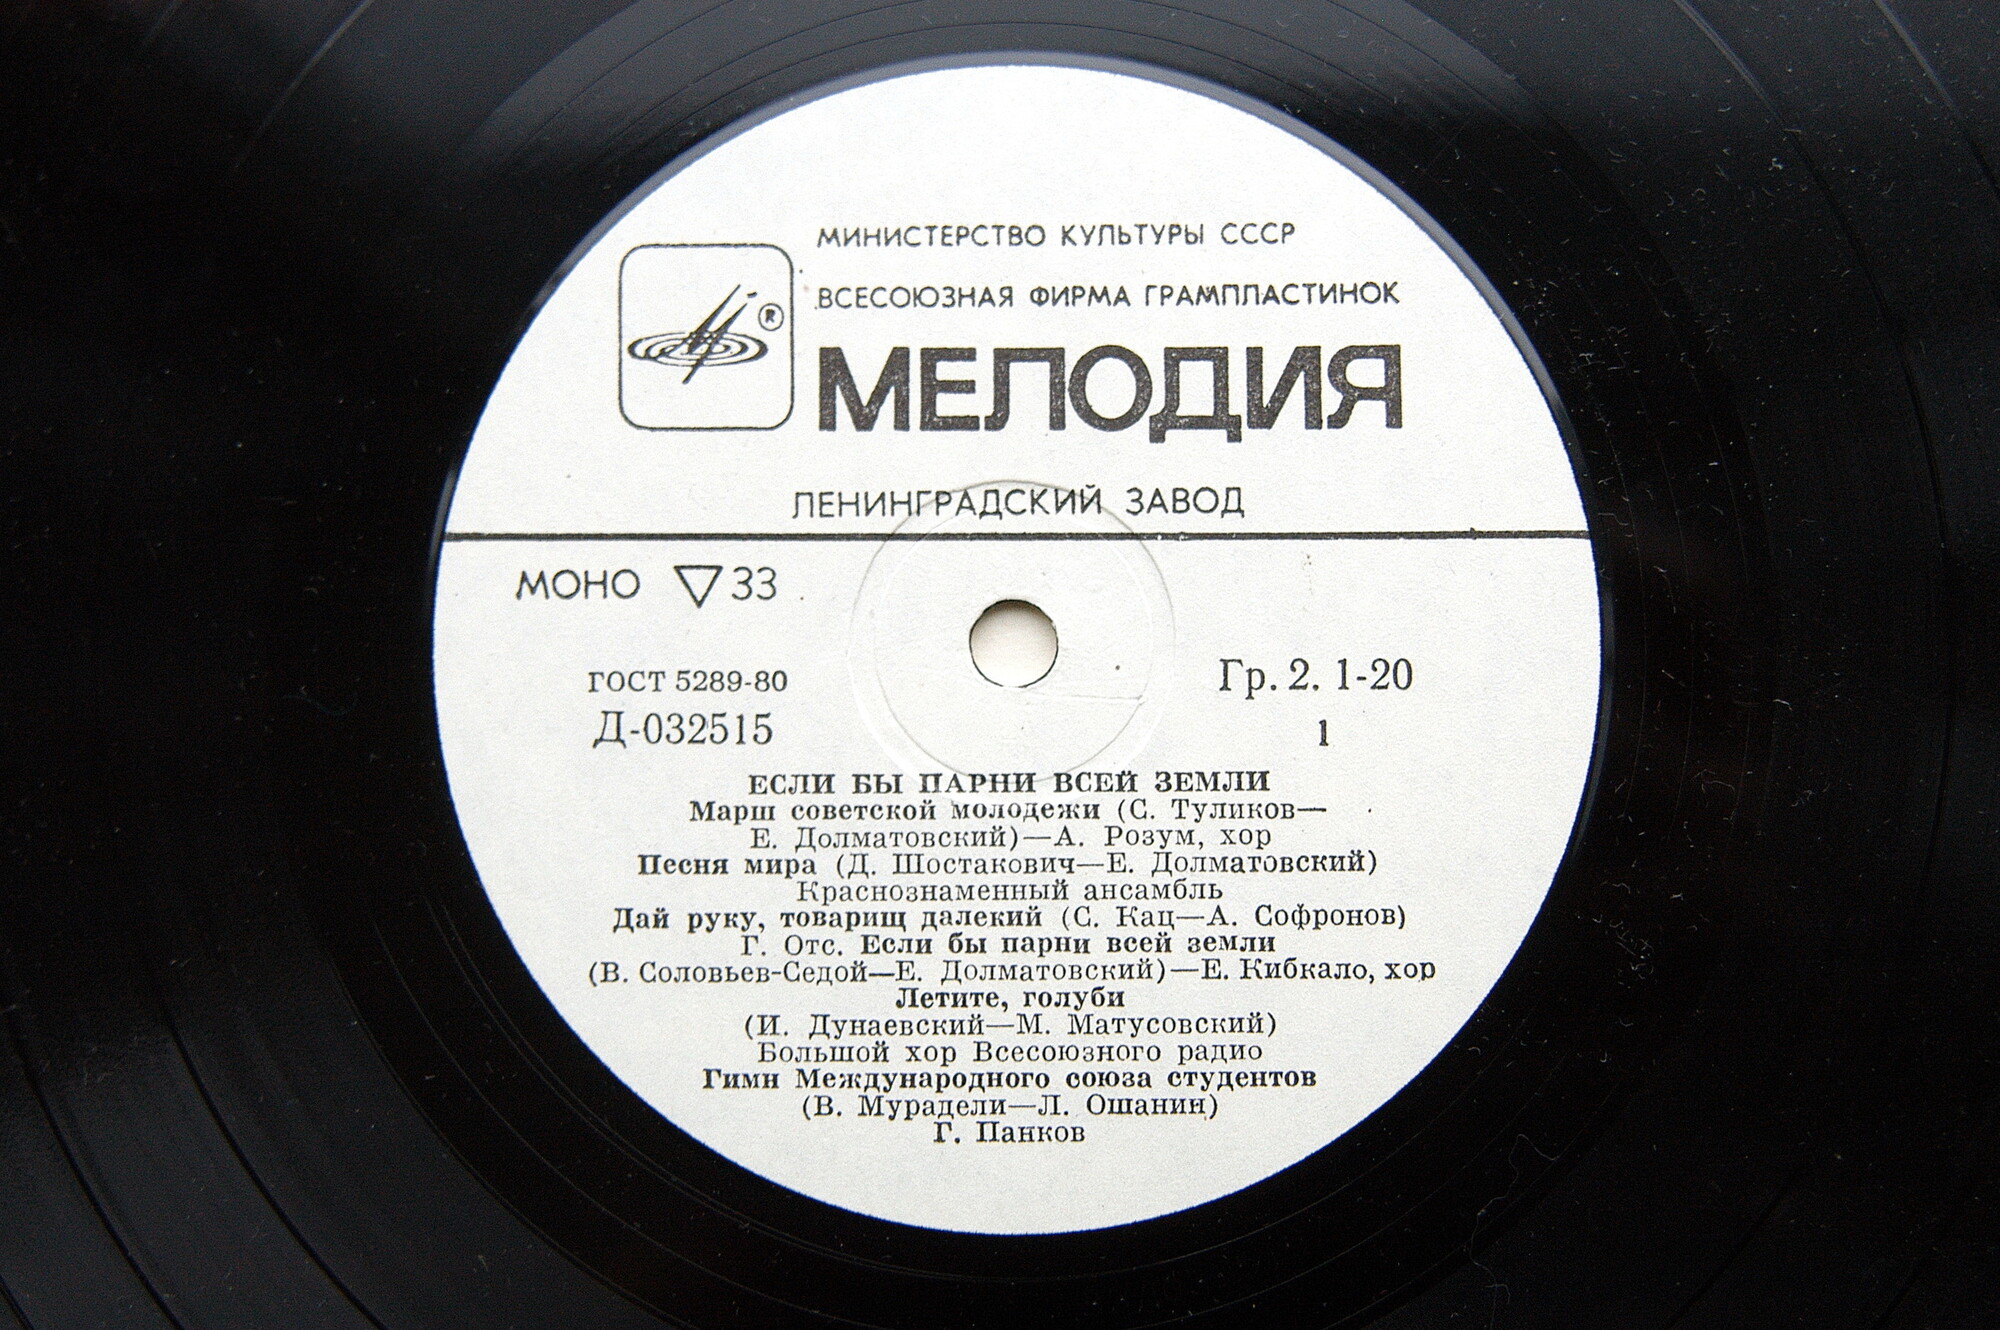 МИНИСТЕРСТВО КУЛЬТУРЫ СССР
ВСЕСОЮЗНАЯ ФИРМА ГРАМПЛАСТИНОК
®
МЕЛОДИЯ
ЛЕНИНГРАДСКИЙ ЗАВОД
МОНО ▽33
ГОСТ 5289-80
Гр. 2. 1-20
Д-032515
1
ЕСЛИ БЫ ПАРНИ ВСЕЙ ЗЕМЛИ
Марш советской молодежи (С. Туликов—
Е. Долматовский)—А. Розум, хор
Песня мира (Д. Шостакович—Е. Долматовский)
Краснознаменный ансамбль
Дай руку, товарищ далекий (С. Кац—А. Софронов)
Г. Отс. Если бы парни всей земли
(В. Соловьев-Седой—Е. Долматовский)—Е. Кибкало, хор
Летите, голуби
(И. Дунаевский—М. Матусовский)
Большой хор Всесоюзного радио
Гимн Международного союза студентов
(В. Мурадели—Л. Ошанин)
Г. Панков